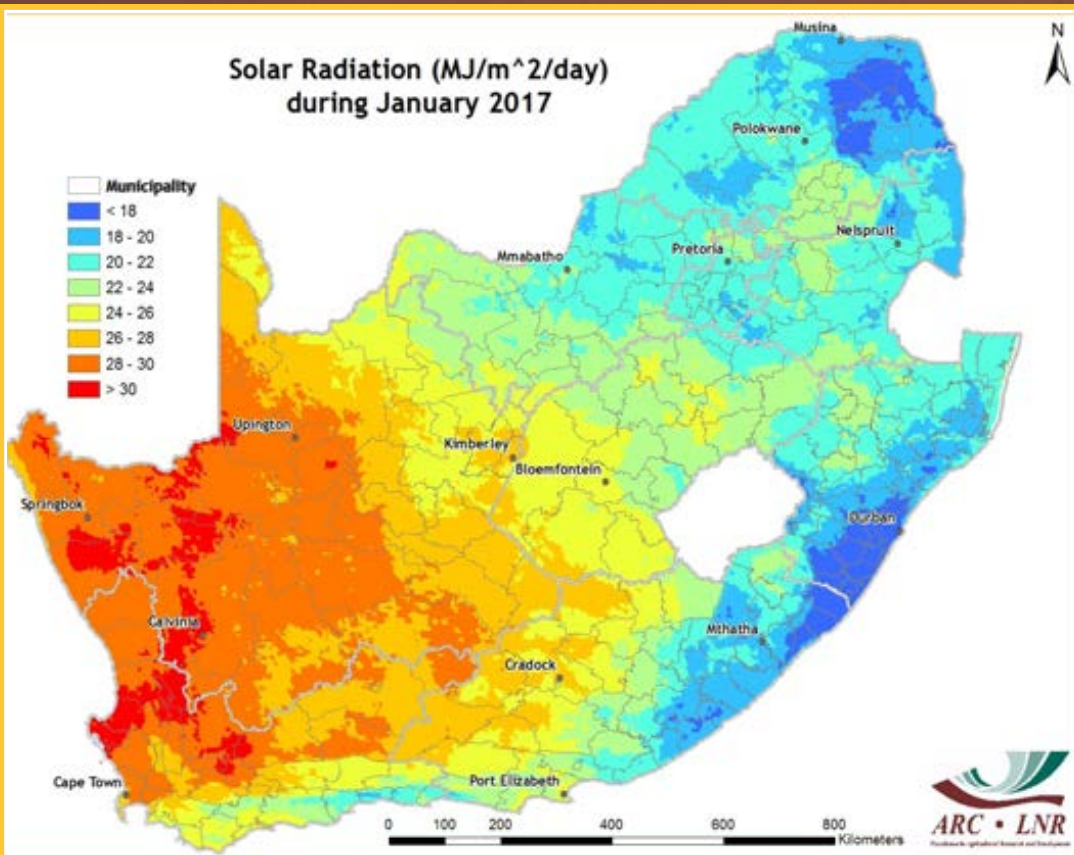 Solar Radiation (MJ/m^2/day)
during January 2017
N
Musina
Polokwane
Municipality
< 18
18 - 20
20 - 22
22 - 24
24 - 26
26 - 28
28 - 30
> 30
Nelspruit
Pretoria
Mmabatho
Upington
Kimberley
Bloemfontein
Springbok
Durban
Calvinia
Mthatha
Cradock
Cape Town
Port Elizabeth
0 100 200 400 600 800
Kilometers
ARC • LNR